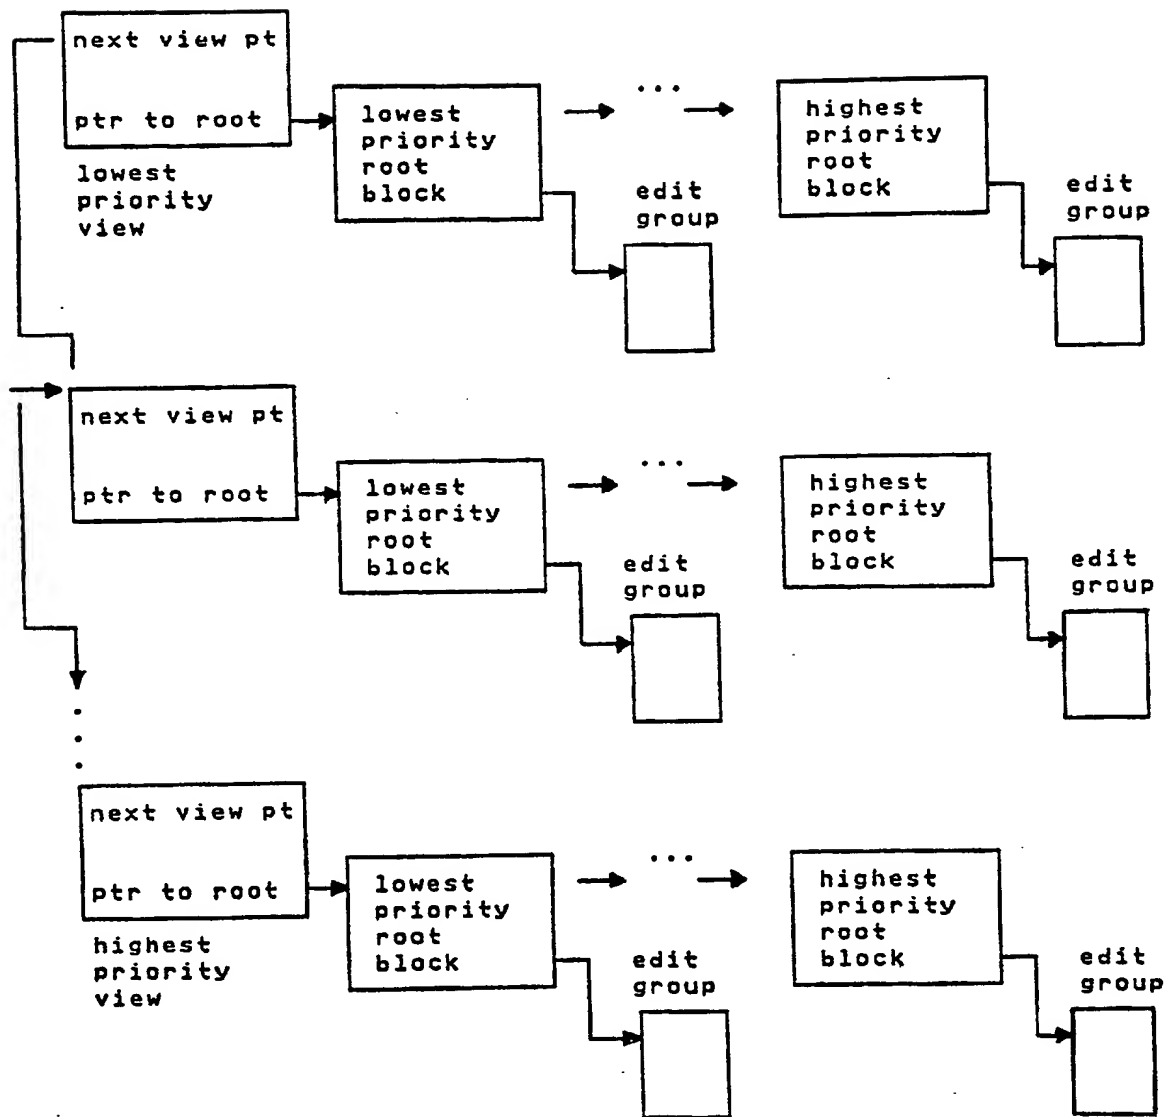 next view pt
ptr to root
lowest
priority
view
lowest
priority
root
block
edit
group
...
highest
priority
root
block
edit
group
next view pt
ptr to root
lowest
priority
root
block
edit
group
...
highest
priority
root
block
edit
group
next view pt
ptr to root
highest
priority
view
lowest
priority
root
block
edit
group
...
highest
priority
root
block
edit
group